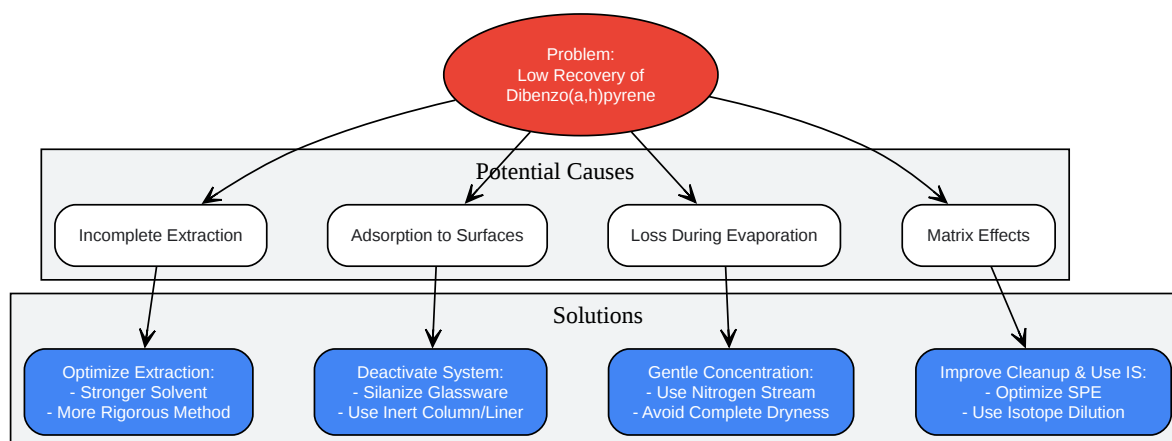 Problem:
Low Recovery of
Dibenzo(a,h)pyrene
Potential Causes
Incomplete Extraction
Adsorption to Surfaces
Loss During Evaporation
Matrix Effects
Solutions
Optimize Extraction:
- Stronger Solvent
- More Rigorous Method
Deactivate System:
- Silanize Glassware
- Use Inert Column/Liner
Gentle Concentration:
- Use Nitrogen Stream
- Avoid Complete Dryness
Improve Cleanup & Use IS:
- Optimize SPE
- Use Isotope Dilution